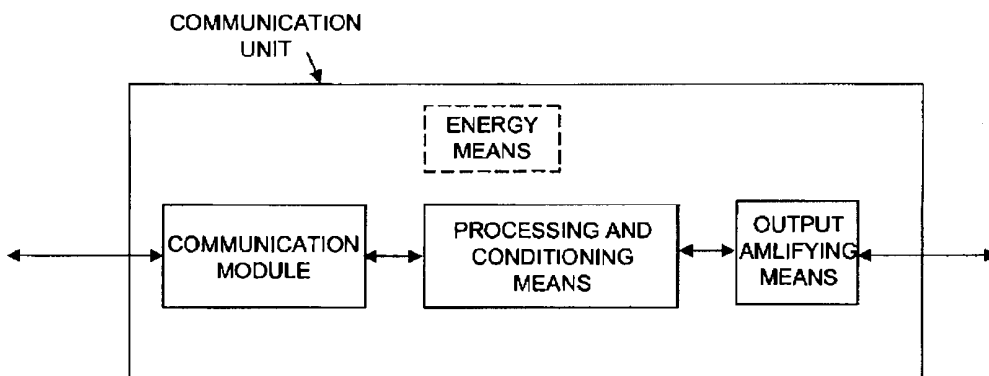 COMMUNICATION
UNIT
ENERGY
MEANS
COMMUNICATION
MODULE
PROCESSING AND
CONDITIONING
MEANS
OUTPUT
AMLIFYING
MEANS